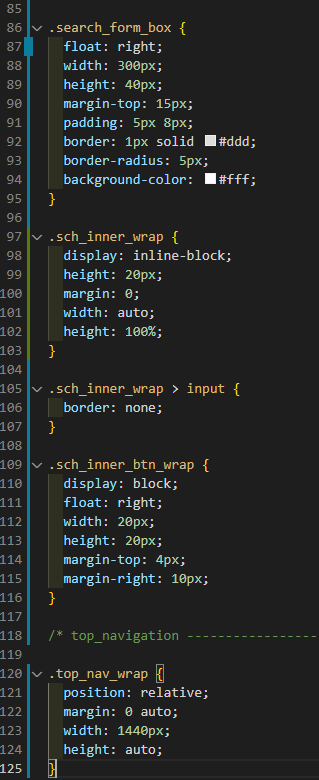 85
86 .search_form_box {
87 float: right;
88 width: 300px;
89 height: 40px;
90 margin-top: 15px;
91 padding: 5px 8px;
92 border: 1px solid #ddd;
93 border-radius: 5px;
94 background-color: #fff;
95 }
96
97 .sch_inner_wrap {
98 display: inline-block;
99 height: 20px;
100 margin: 0;
101 width: auto;
102 height: 100%;
103 }
104
105 .sch_inner_wrap > input {
106 border: none;
107 }
108
109 .sch_inner_btn_wrap {
110 display: block;
111 float: right;
112 width: 20px;
113 height: 20px;
114 margin-top: 4px;
115 margin-right: 10px;
116 }
117
118 /* top_navigation -----------------
119
120 .top_nav_wrap {
121 position: relative;
122 margin: 0 auto;
123 width: 1440px;
124 height: auto;
125 }